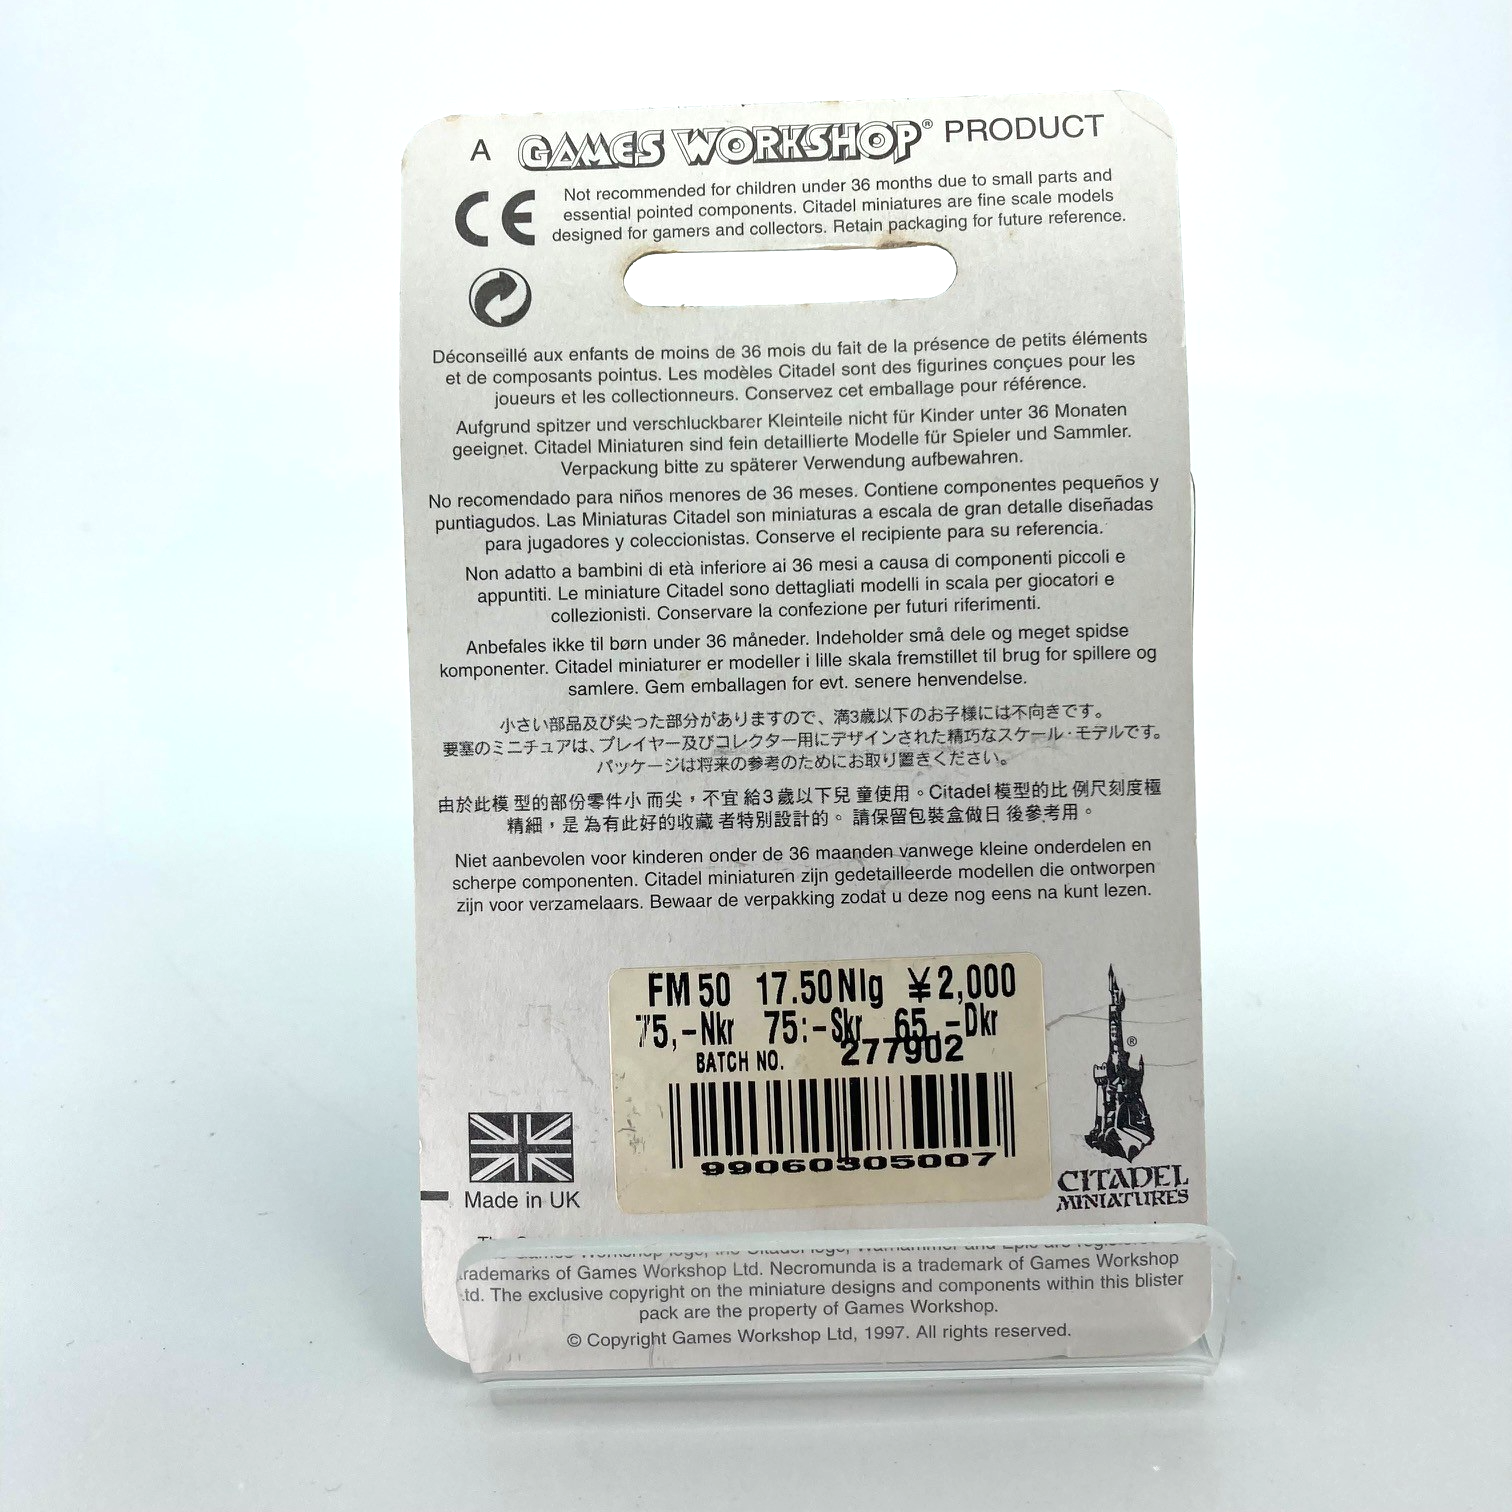 A GAMES WORKSHOP® PRODUCT
CE
Not recommended for children under 36 months due to small parts and
essential pointed components. Citadel miniatures are fine scale models
designed for gamers and collectors. Retain packaging for future reference.
Déconseillé aux enfants de moins de 36 mois du fait de la présence de petits éléments
et de composants pointus. Les modèles Citadel sont des figurines conçues pour les
joueurs et les collectionneurs. Conservez cet emballage pour référence.
Aufgrund spitzer und verschluckbarer Kleinteile nicht für Kinder unter 36 Monaten
geeignet. Citadel Miniaturen sind fein detaillierte Modelle für Spieler und Sammler.
Verpackung bitte zu späterer Verwendung aufbewahren.
No recomendado para niños menores de 36 meses. Contiene componentes pequeños y
puntiagudos. Las Miniaturas Citadel son miniaturas a escala de gran detalle diseñadas
para jugadores y coleccionistas. Conserve el recipiente para su referencia.
Non adatto a bambini di età inferiore ai 36 mesi a causa di componenti piccoli e
appuntiti. Le miniature Citadel sono dettagliati modelli in scala per giocatori e
collezionisti. Conservare la confezione per futuri riferimenti.
Anbefales ikke til børn under 36 måneder. Indeholder små dele og meget spidse
komponenter. Citadel miniaturer er modeller i lille skala fremstillet til brug for spillere og
samlere. Gem emballagen for evt. senere henvendelse.
小さい部品及び尖った部分がありますので、満3歳以下のお子様には不向きです。
要塞のミニチュアは、プレイヤー及びコレクター用にデザインされた精巧なスケール・モデルです。
パッケージは将来の参考のためにお取り置きください。
由於此模型的部份零件小而尖，不宜給3歲以下兒童使用。Citadel模型的比例尺刻度極
精細，是為有此好的收藏者特別設計的。請保留包裝盒做日後參考用。
Niet aanbevolen voor kinderen onder de 36 maanden vanwege kleine onderdelen en
scherpe componenten. Citadel miniaturen zijn gedetailleerde modellen die ontworpen
zijn voor verzamelaars. Bewaar de verpakking zodat u deze nog eens na kunt lezen.
FM 50 17.50Nlg ¥2,000
75,-Nkr 75:-Skr 65,-Dkr
BATCH NO. 277902
99060305007
®
CITADEL
MINIATURES
Made in UK
logo, the Citadel logo, Warhammer and Epic are
rademarks of Games Workshop Ltd. Necromunda is a trademark of Games Workshop
td. The exclusive copyright on the miniature designs and components within this blister
pack are the property of Games Workshop.
© Copyright Games Workshop Ltd, 1997. All rights reserved.